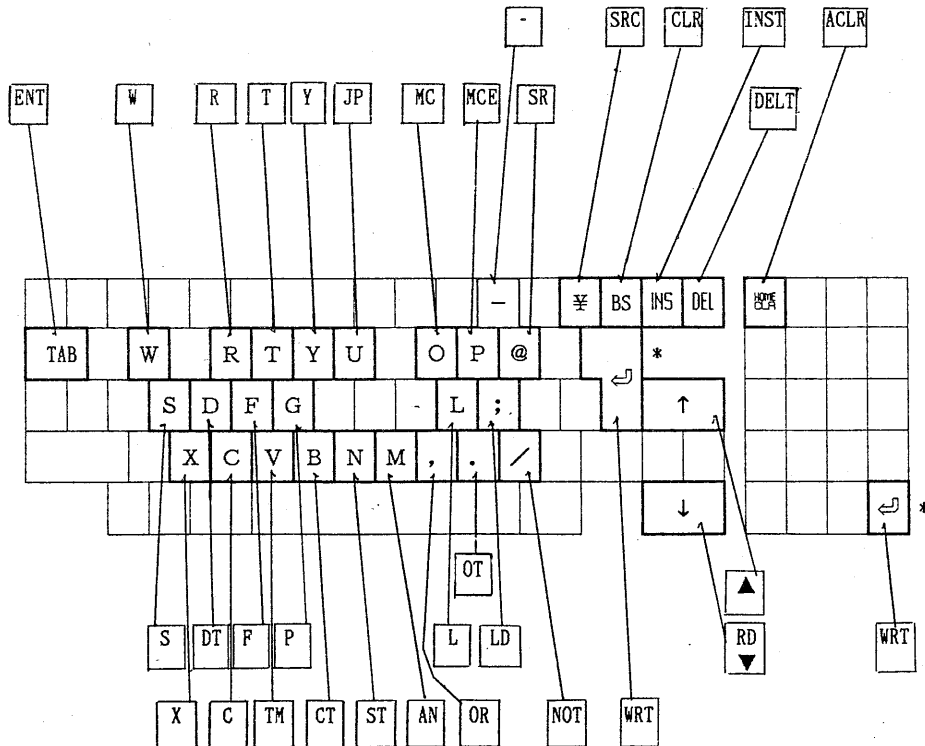 - SRC CLR INST ACLR
ENT W R T Y JP MC MCE SR DELT
- ¥ BS INS DEL HOME CLR
TAB W R T Y U O P @ *
S D F G L ; ↑
X C V B N M , . /
↓ *
OT
▲
S DT F P L LD RD WRT
▼
X C TM CT ST AN OR NOT WRT